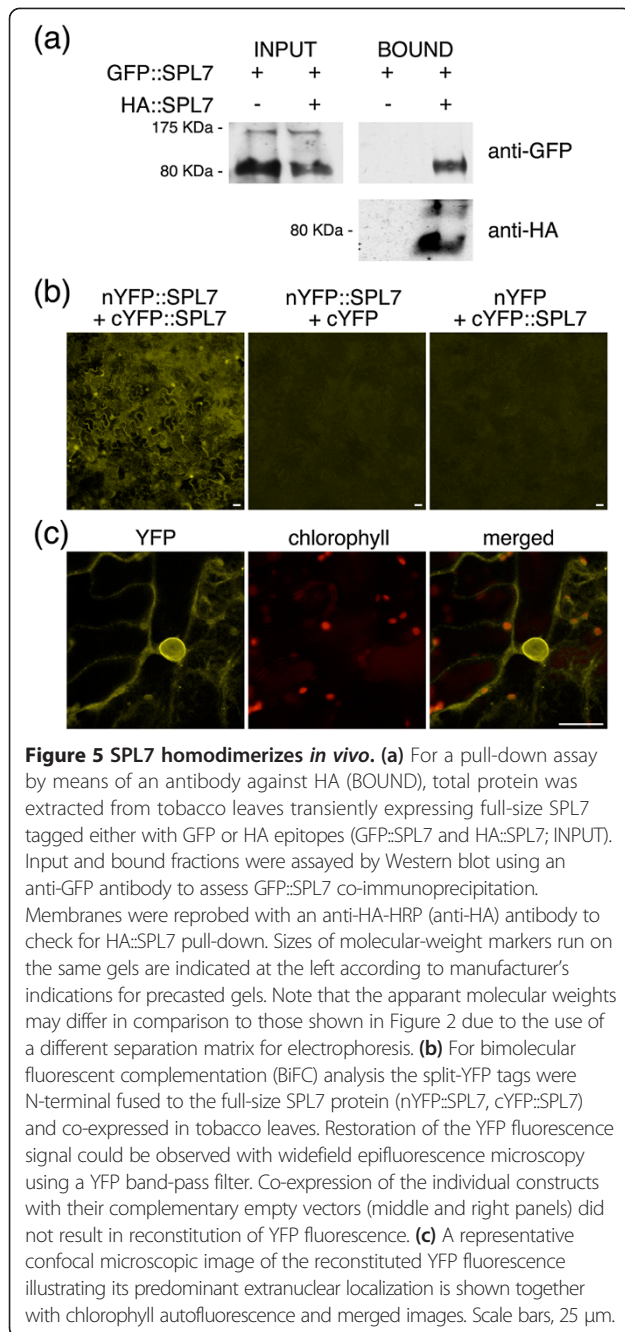 (a)
INPUT BOUND
GFP::SPL7 + + + +
HA::SPL7 - + - +
175 KDa -
80 KDa -
anti-GFP
80 KDa -
anti-HA
(b)
nYFP::SPL7 nYFP::SPL7 nYFP
+ cYFP::SPL7 + cYFP + cYFP::SPL7
(c)
YFP chlorophyll merged
Figure 5 SPL7 homodimerizes in vivo. (a) For a pull-down assay
by means of an antibody against HA (BOUND), total protein was
extracted from tobacco leaves transiently expressing full-size SPL7
tagged either with GFP or HA epitopes (GFP::SPL7 and HA::SPL7; INPUT).
Input and bound fractions were assayed by Western blot using an
anti-GFP antibody to assess GFP::SPL7 co-immunoprecipitation.
Membranes were reprobed with an anti-HA-HRP (anti-HA) antibody to
check for HA::SPL7 pull-down. Sizes of molecular-weight markers run on
the same gels are indicated at the left according to manufacturer's
indications for precasted gels. Note that the apparant molecular weights
may differ in comparison to those shown in Figure 2 due to the use of
a different separation matrix for electrophoresis. (b) For bimolecular
fluorescent complementation (BiFC) analysis the split-YFP tags were
N-terminal fused to the full-size SPL7 protein (nYFP::SPL7, cYFP::SPL7)
and co-expressed in tobacco leaves. Restoration of the YFP fluorescence
signal could be observed with widefield epifluorescence microscopy
using a YFP band-pass filter. Co-expression of the individual constructs
with their complementary empty vectors (middle and right panels) did
not result in reconstitution of YFP fluorescence. (c) A representative
confocal microscopic image of the reconstituted YFP fluorescence
illustrating its predominant extranuclear localization is shown together
with chlorophyll autofluorescence and merged images. Scale bars, 25 μm.